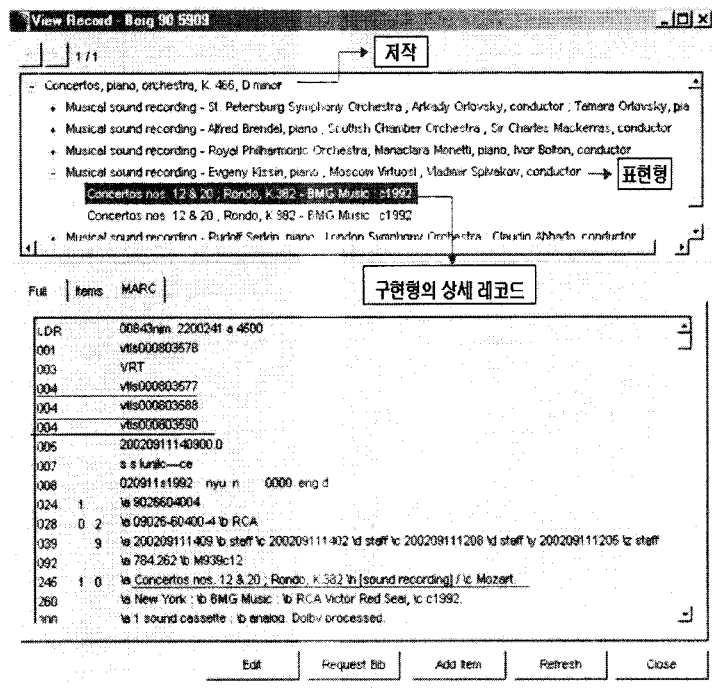 View Record - Borg 90 5909
1 / 1
저작
Concertos, piano, orchestra, K. 466, D minor
Musical sound recording - St. Petersburg Symphony Orchestra , Arkady Orlovsky, conductor ; Tamara Orlovsky, pia
Musical sound recording - Alfred Brendel, piano , Scottish Chamber Orchestra , Sir Charles Mackerras, conductor
Musical sound recording - Royal Philharmonic Orchestra, Manaclara Monetti, piano, Ivor Bolton, conductor
Musical sound recording - Evgeny Kissin, piano , Moscow Virtuosi , Vladimir Spivakov, conductor
표현형
Concertos nos. 12 & 20 , Rondo, K.382 - BMG Music : c1992
Concertos nos. 12 & 20 , Rondo, K 382 - BMG Music c1992
Musical sound recording - Rudolf Serkin, piano , London Symphony Orchestra : Claudio Abbado, conductor
구현형의 상세 레코드
Full Items MARC
LDR 00843njm 2200241 a 4500
001 vtls000803578
003 VRT
004 vtls000803577
004 vtls000803588
004 vtls000803590
005 20020911140900.0
007 s s lunjlc---ce
008 020911s1992 nyu n 0000 eng d
024 1 \a 9026604004
028 0 2 \a 09026-60400-4 \b RCA
039 9 \a 200209111409 \b staff \c 200209111402 \d staff \c 200209111208 \d staff \y 200209111205 \z staff
092 \a 784.262 \b M939c12
246 1 0 \a Concertos nos. 12 & 20 ; Rondo, K.382 \h [sound recording] / \c Mozart.
260 \a New York : \b BMG Music : \b RCA Victor Red Seal, \c c1992.
300 \a 1 sound cassette : \b analog, Dolby processed.
Edit Request Bib Add Item Refresh Close